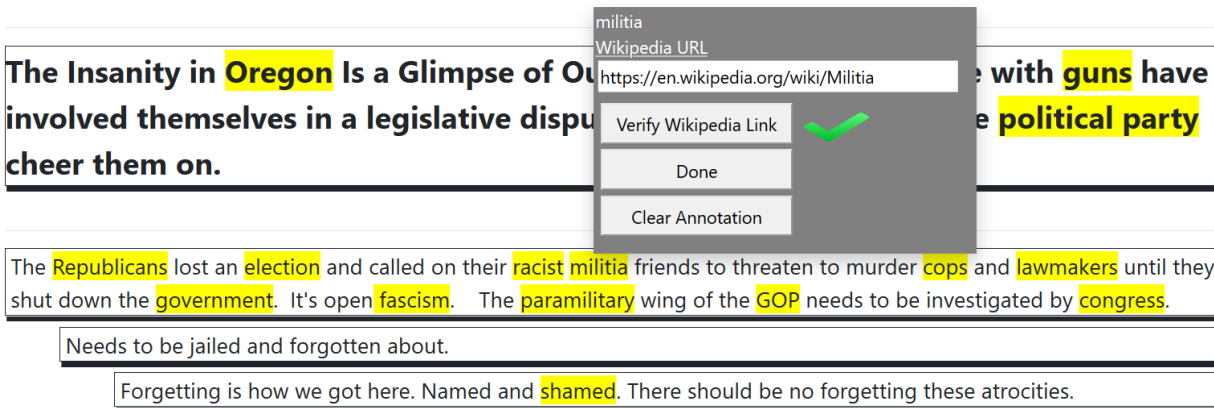 militia
Wikipedia URL
https://en.wikipedia.org/wiki/Militia
Verify Wikipedia Link
Done
Clear Annotation
The Insanity in Oregon Is a Glimpse of with guns have
involved themselves in a legislative political party
cheer them on.
The Republicans lost an election and called on their racist militia friends to threaten to murder cops and lawmakers until they
shut down the government. It's open fascism. The paramilitary wing of the GOP needs to be investigated by congress.
Needs to be jailed and forgotten about.
Forgetting is how we got here. Named and shamed. There should be no forgetting these atrocities.